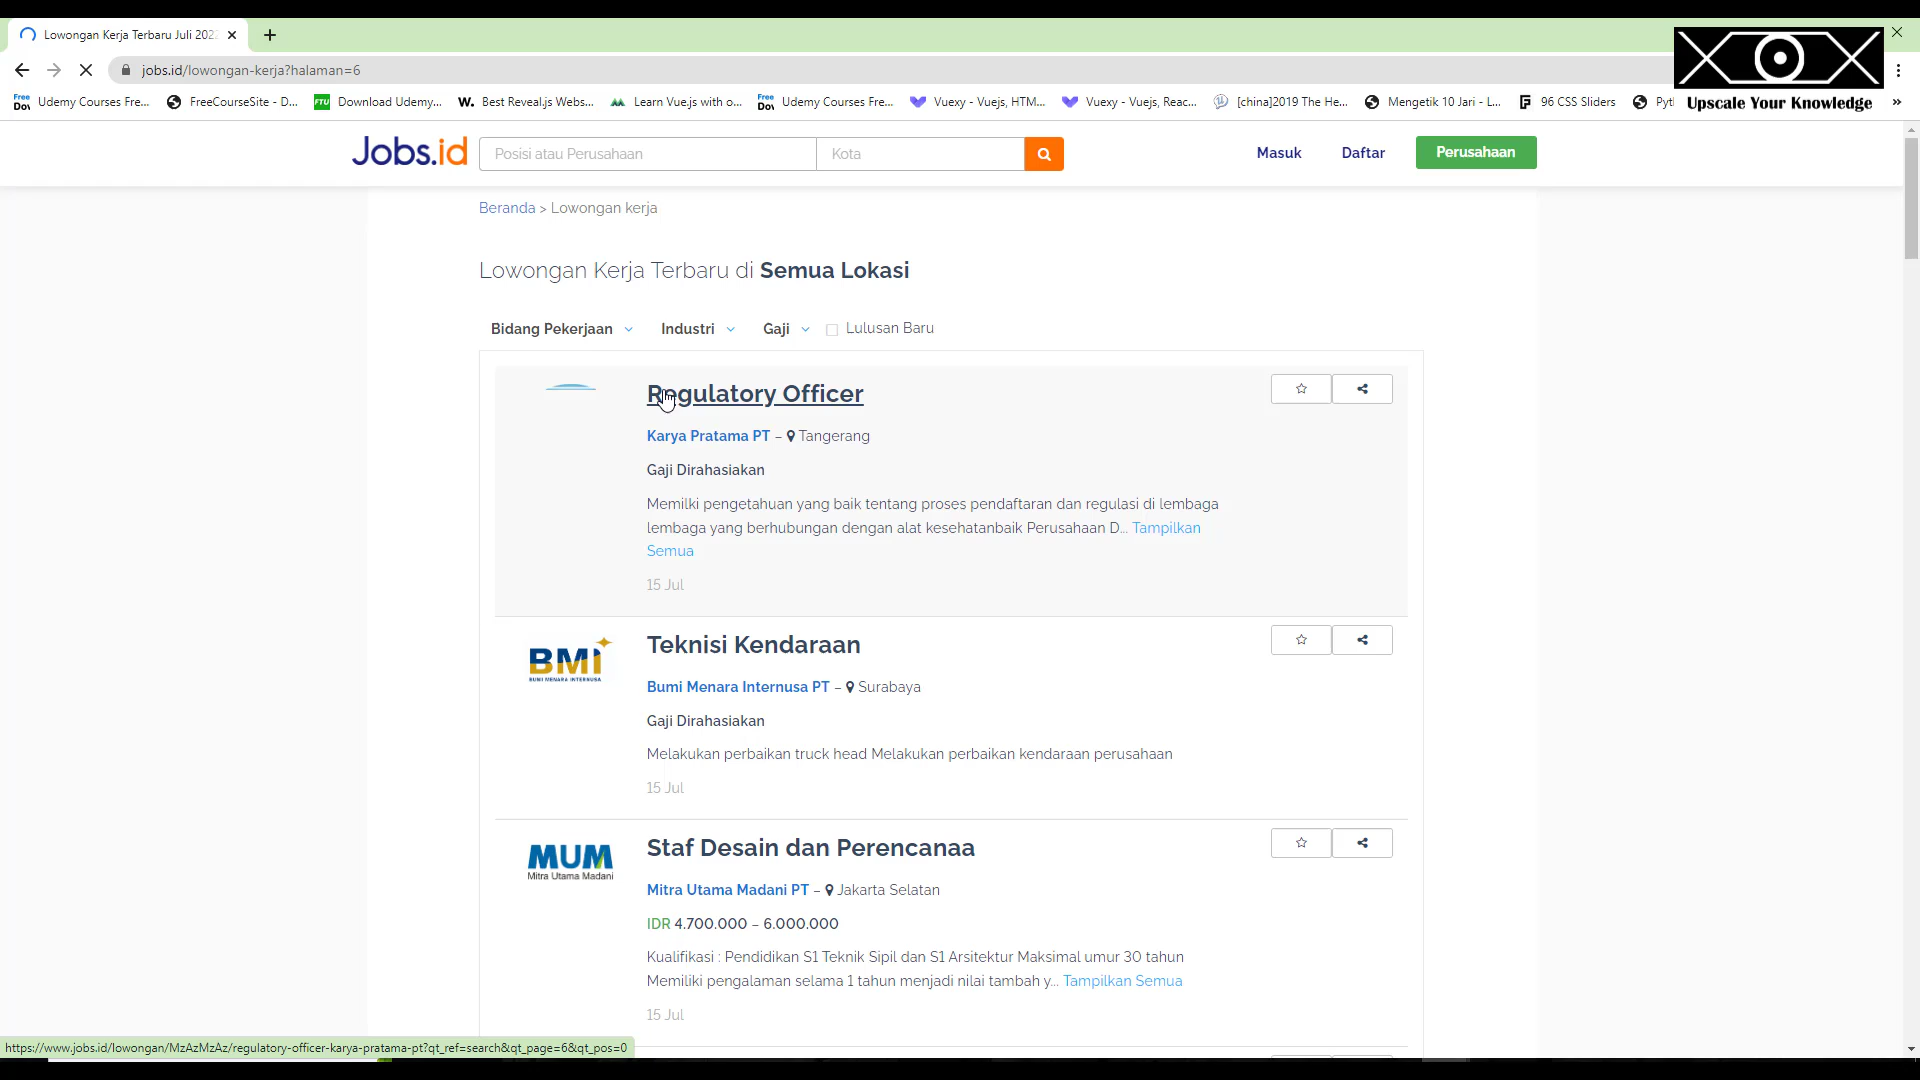 Lowongan Kerja Terbaru Juli 202
jobs.id/lowongan-kerja?halaman=6
Upscale Your Knowledge
Free Dow Udemy Courses Fre... FreeCourseSite - D... FTU Download Udemy... W. Best Reveal.js Webs... Learn Vue.js with o... Free Dow Udemy Courses Fre... Vuexy - Vuejs, HTM... Vuexy - Vuejs, Reac... [china]2019 The He... Mengetik 10 Jari - L... 96 CSS Sliders Pyt »
Jobs.id Posisi atau Perusahaan Kota Masuk Daftar Perusahaan
Beranda > Lowongan kerja
Lowongan Kerja Terbaru di Semua Lokasi
Bidang Pekerjaan Industri Gaji Lulusan Baru
Regulatory Officer
Karya Pratama PT – Tangerang
Gaji Dirahasiakan
Memilki pengetahuan yang baik tentang proses pendaftaran dan regulasi di lembaga
lembaga yang berhubungan dengan alat kesehatanbaik Perusahaan D... Tampilkan
Semua
15 Jul
BMI
BUMI MENARA INTERNUSA
Teknisi Kendaraan
Bumi Menara Internusa PT – Surabaya
Gaji Dirahasiakan
Melakukan perbaikan truck head Melakukan perbaikan kendaraan perusahaan
15 Jul
MUM
Mitra Utama Madani
Staf Desain dan Perencanaa
Mitra Utama Madani PT – Jakarta Selatan
IDR 4.700.000 – 6.000.000
Kualifikasi : Pendidikan S1 Teknik Sipil dan S1 Arsitektur Maksimal umur 30 tahun
Memiliki pengalaman selama 1 tahun menjadi nilai tambah y... Tampilkan Semua
15 Jul
https://www.jobs.id/lowongan/MzAzMzAz/regulatory-officer-karya-pratama-pt?qt_ref=search&qt_page=6&qt_pos=0